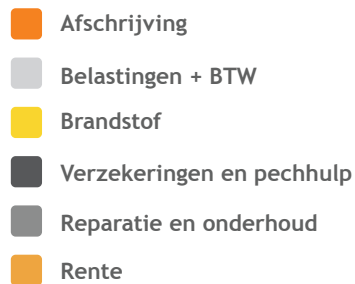 Afschrijving
Belastingen + BTW
Brandstof
Verzekeringen en pechhulp
Reparatie en onderhoud
Rente